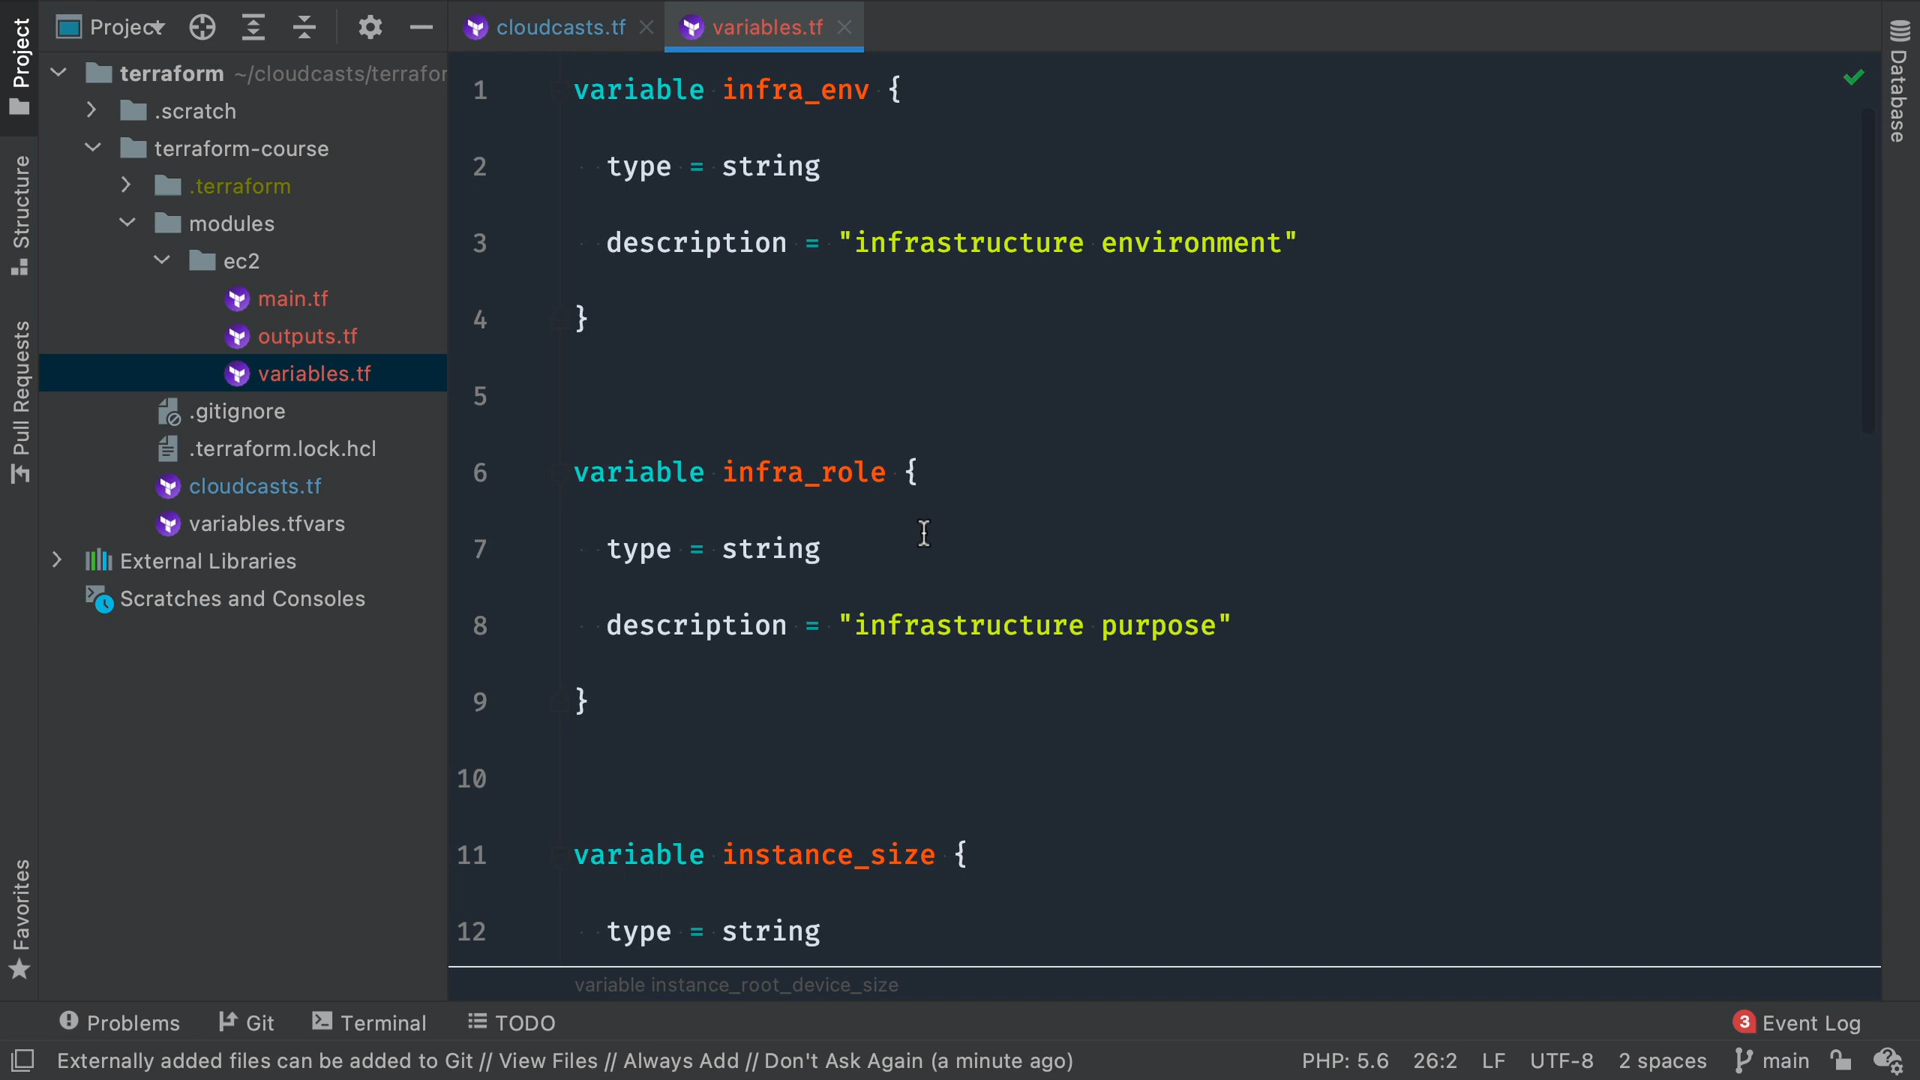 Project
cloudcasts.tf
variables.tf
Project
Structure
Pull Requests
Favorites
terraform ~/cloudcasts/terrafor
.scratch
terraform-course
.terraform
modules
ec2
main.tf
outputs.tf
variables.tf
.gitignore
.terraform.lock.hcl
cloudcasts.tf
variables.tfvars
External Libraries
Scratches and Consoles
1 variable infra_env {
2 type = string
3 description = "infrastructure environment"
4 }
5
6 variable infra_role {
7 type = string
8 description = "infrastructure purpose"
9 }
10
11 variable instance_size {
12 type = string
variable instance_root_device_size
Database
Problems Git Terminal TODO 3 Event Log
Externally added files can be added to Git // View Files // Always Add // Don't Ask Again (a minute ago) PHP: 5.6 26:2 LF UTF-8 2 spaces main